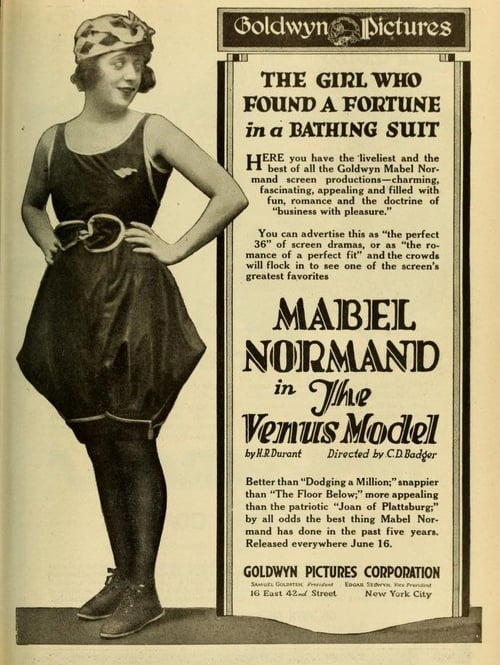 Goldwyn Pictures
THE GIRL WHO
FOUND A FORTUNE
in a BATHING SUIT
HERE you have the liveliest and the
best of all the Goldwyn Mabel Nor-
mand screen productions—charming,
fascinating, appealing and filled with
fun, romance and the doctrine of
"business with pleasure."
You can advertise this as "the perfect
36" of screen dramas, or as "the ro-
mance of a perfect fit" and the crowds
will flock in to see one of the screen's
greatest favorites
MABEL
NORMAND
in The
Venus Model
by H.R.Durant Directed by C.D.Badger
Better than "Dodging a Million;" snappier
than "The Floor Below;" more appealing
than the patriotic "Joan of Plattsburg;"
by all odds the best thing Mabel Nor-
mand has done in the past five years.
Released everywhere June 16.
GOLDWYN PICTURES CORPORATION
SAMUEL GOLDFISH, President EDGAR SELWYN, Vice President
16 East 42nd Street New York City